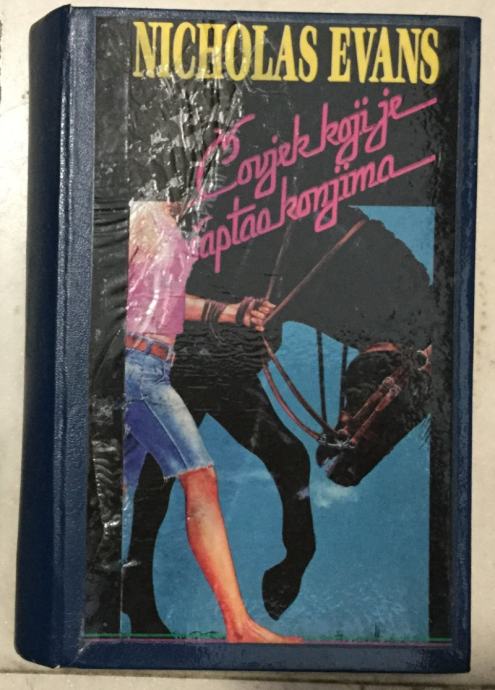 NICHOLAS EVANS
Čovjek koji je
šaptao konjima